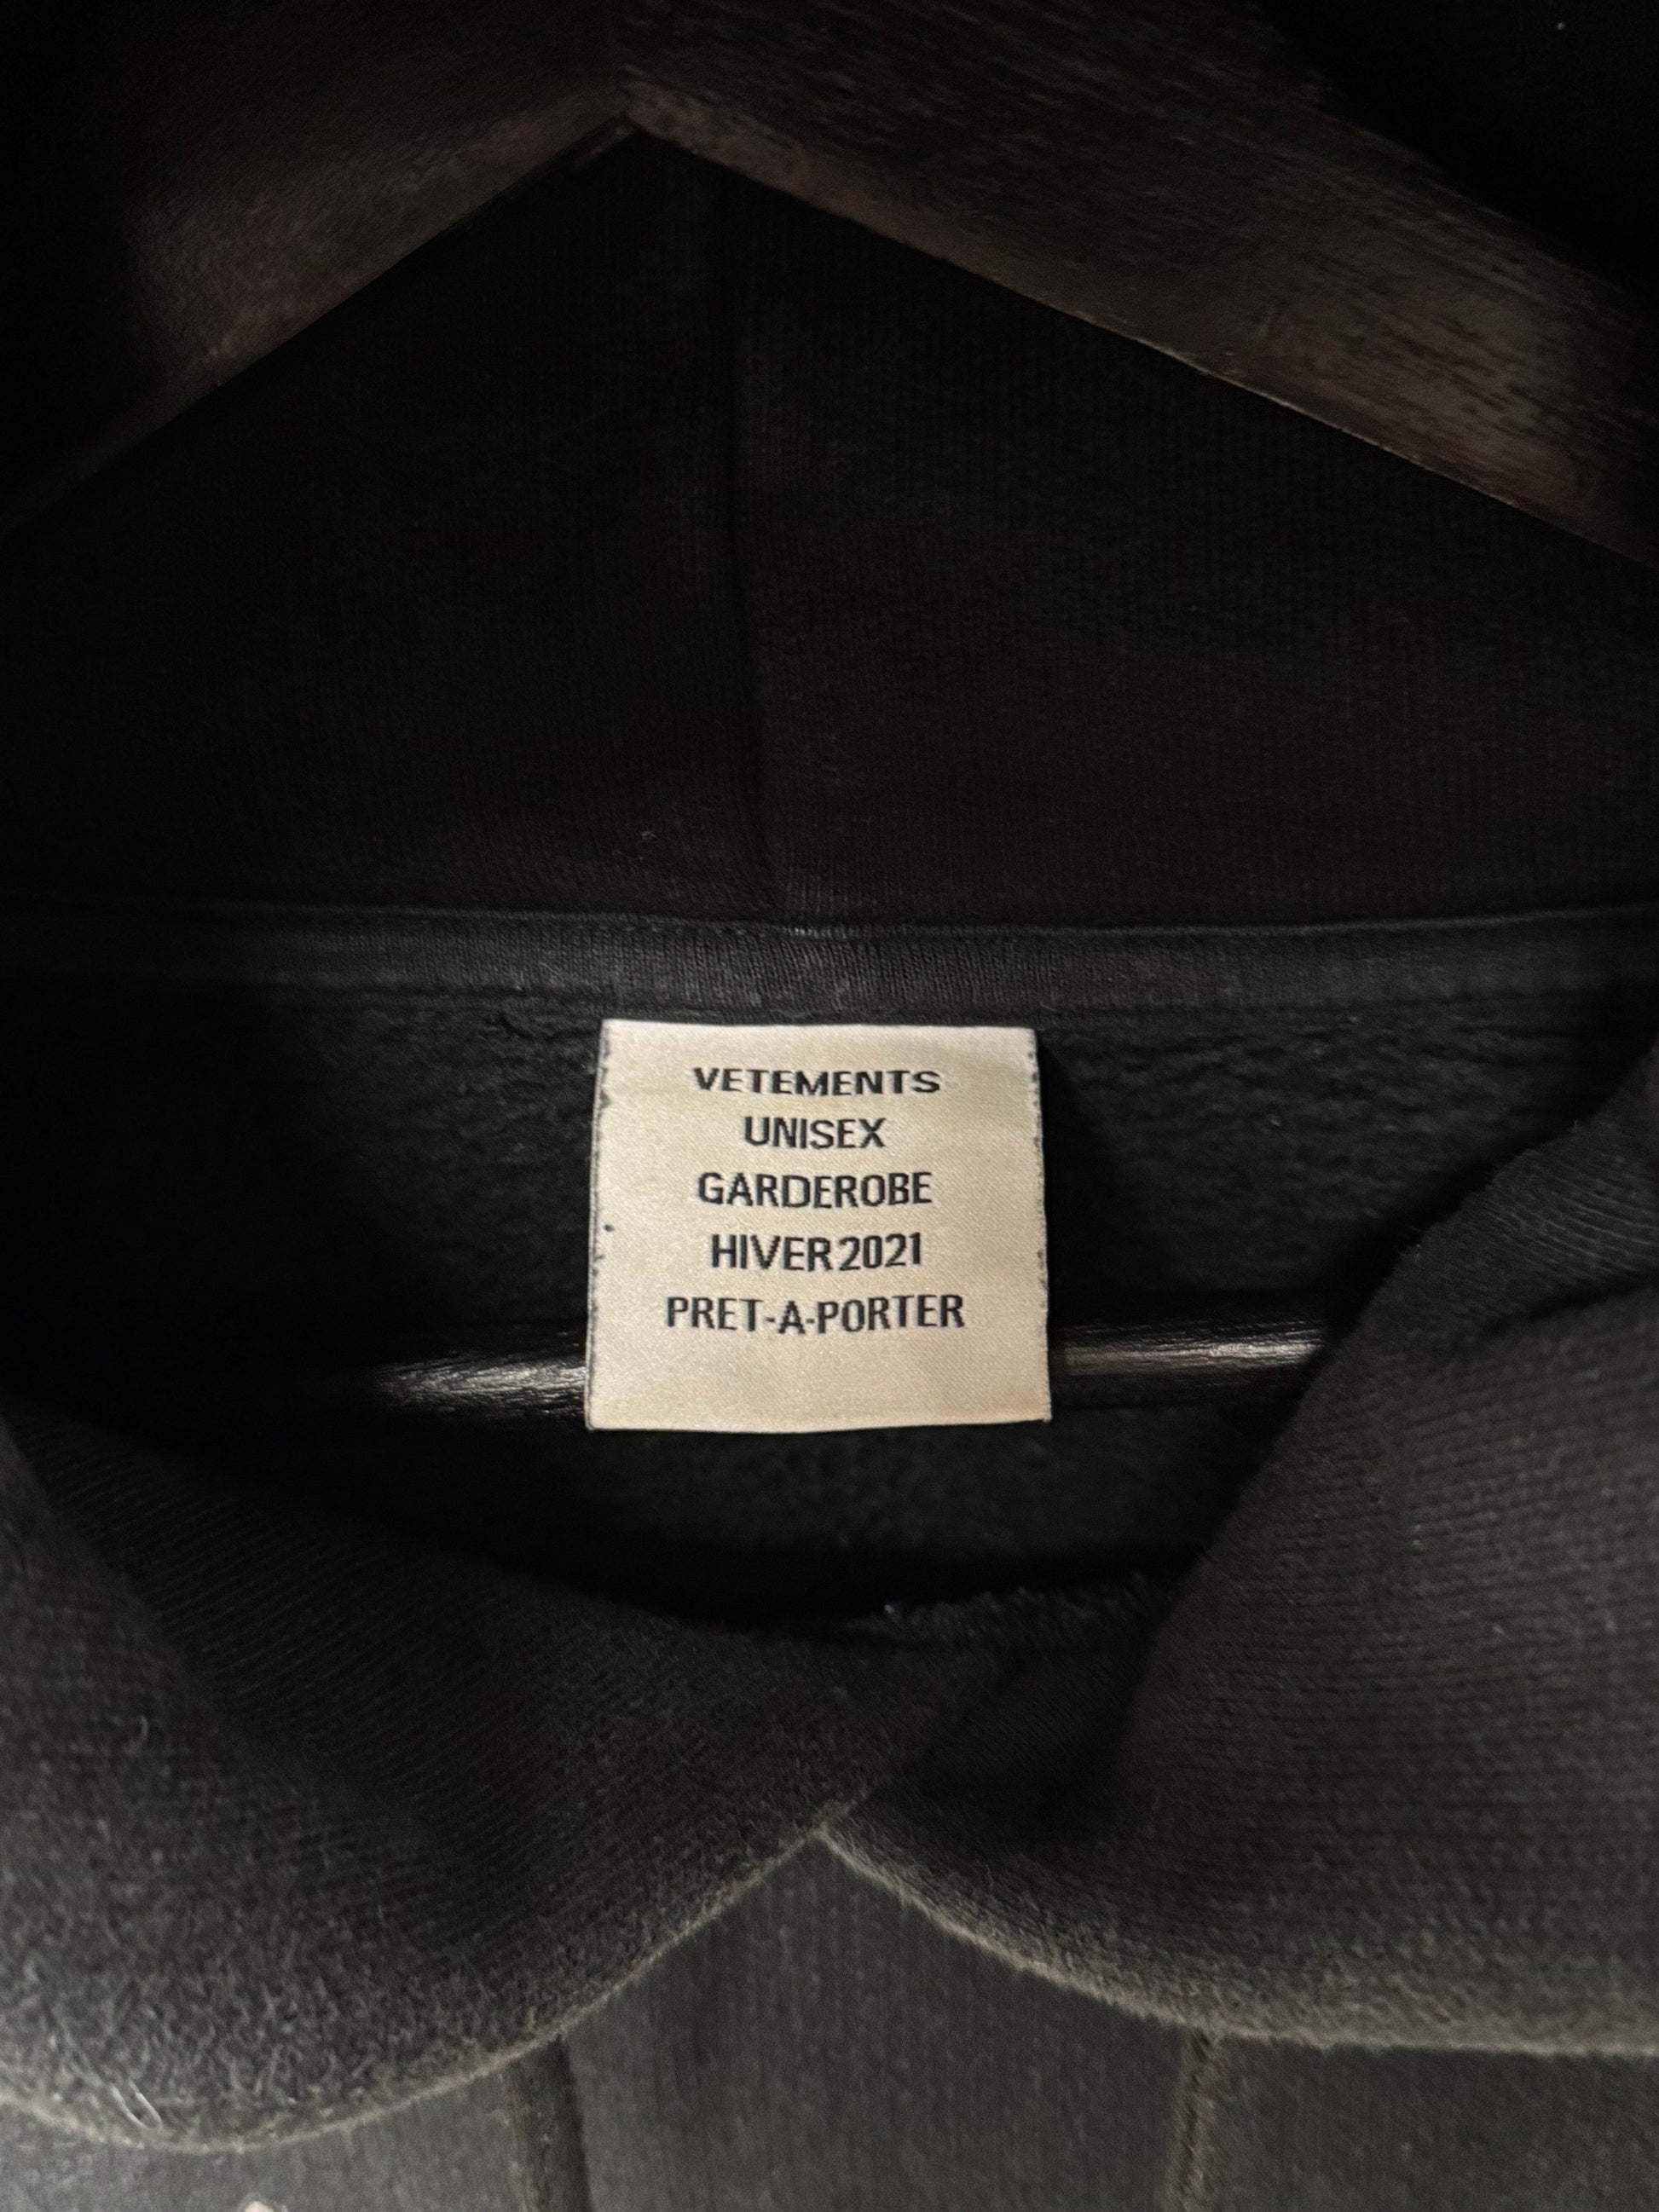 VETEMENTS
UNISEX
GARDEROBE
HIVER 2021
PRET-A-PORTER